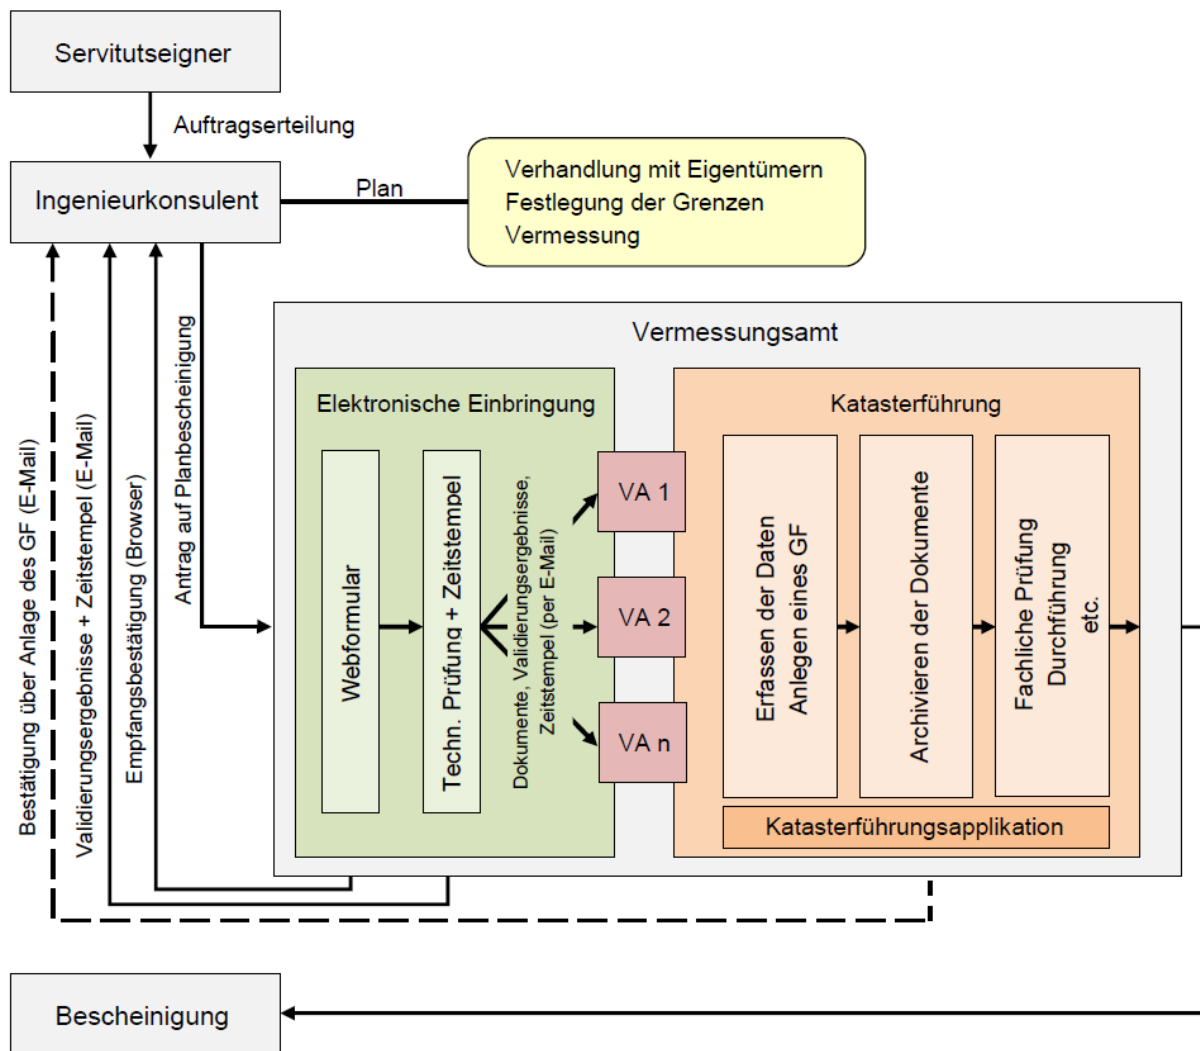 Servitutseigner
Auftragserteilung
Ingenieurkonsulent
Plan
Verhandlung mit Eigentümern
Festlegung der Grenzen
Vermessung
Bestätigung über Anlage des GF (E-Mail)
Validierungsergebnisse + Zeitstempel (E-Mail)
Empfangsbestätigung (Browser)
Antrag auf Planbescheinigung
Vermessungsamt
Elektronische Einbringung
Webformular
Techn. Prüfung + Zeitstempel
Dokumente, Validierungsergebnisse,
Zeitstempel (per E-Mail)
VA 1
VA 2
VA n
Katasterführung
Erfassen der Daten
Anlegen eines GF
Archivieren der Dokumente
Fachliche Prüfung
Durchführung
etc.
Katasterführungsapplikation
Bescheinigung